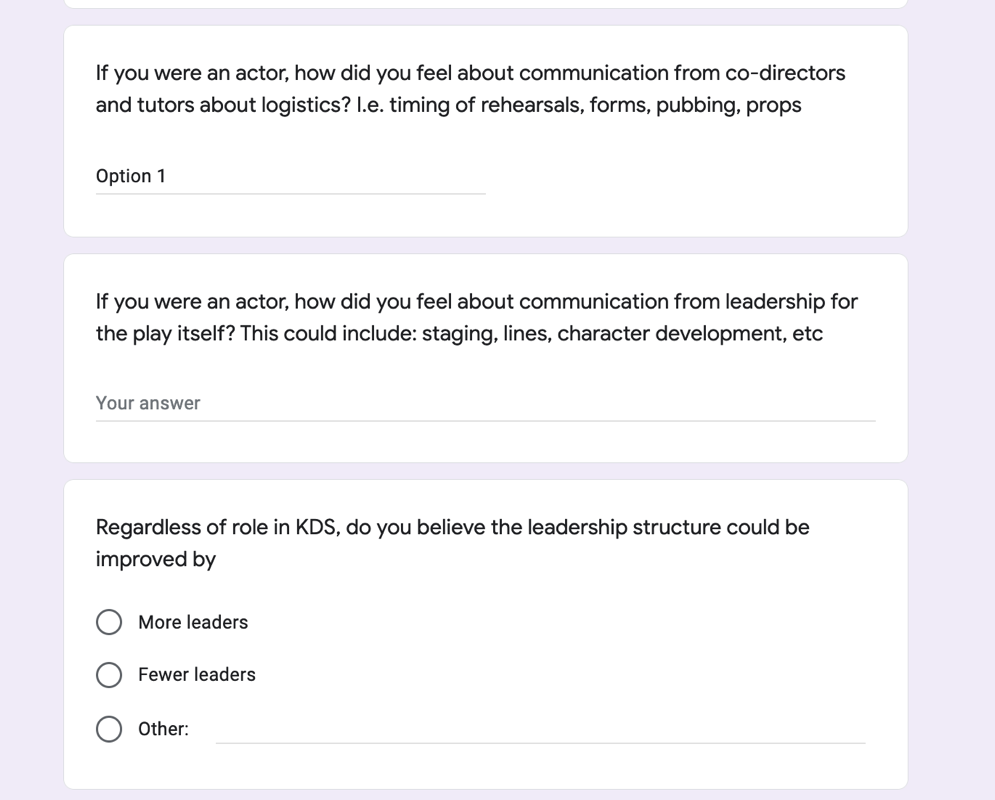 If you were an actor, how did you feel about communication from co-directors
and tutors about logistics? I.e. timing of rehearsals, forms, pubbing, props
Option 1
If you were an actor, how did you feel about communication from leadership for
the play itself? This could include: staging, lines, character development, etc
Your answer
Regardless of role in KDS, do you believe the leadership structure could be
improved by
More leaders
Fewer leaders
Other: